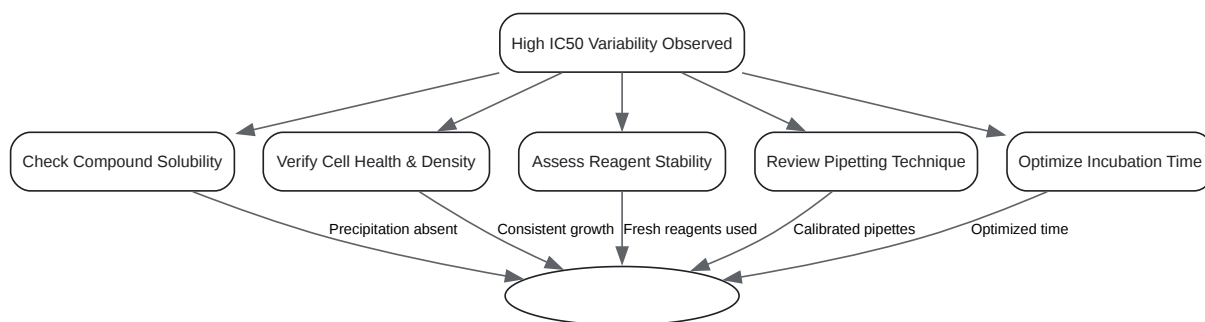 High IC50 Variability Observed
Check Compound Solubility
Verify Cell Health & Density
Assess Reagent Stability
Review Pipetting Technique
Optimize Incubation Time
Precipitation absent
Consistent growth
Fresh reagents used
Calibrated pipettes
Optimized time